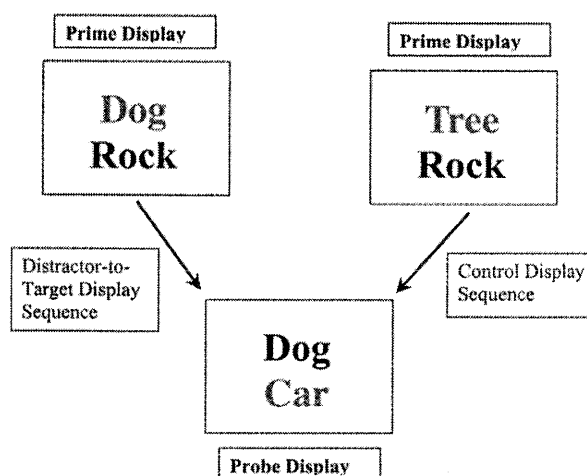 Prime Display
Prime Display
Dog
Rock
Tree
Rock
Distractor-to-
Target Display
Sequence
Control Display
Sequence
Dog
Car
Probe Display